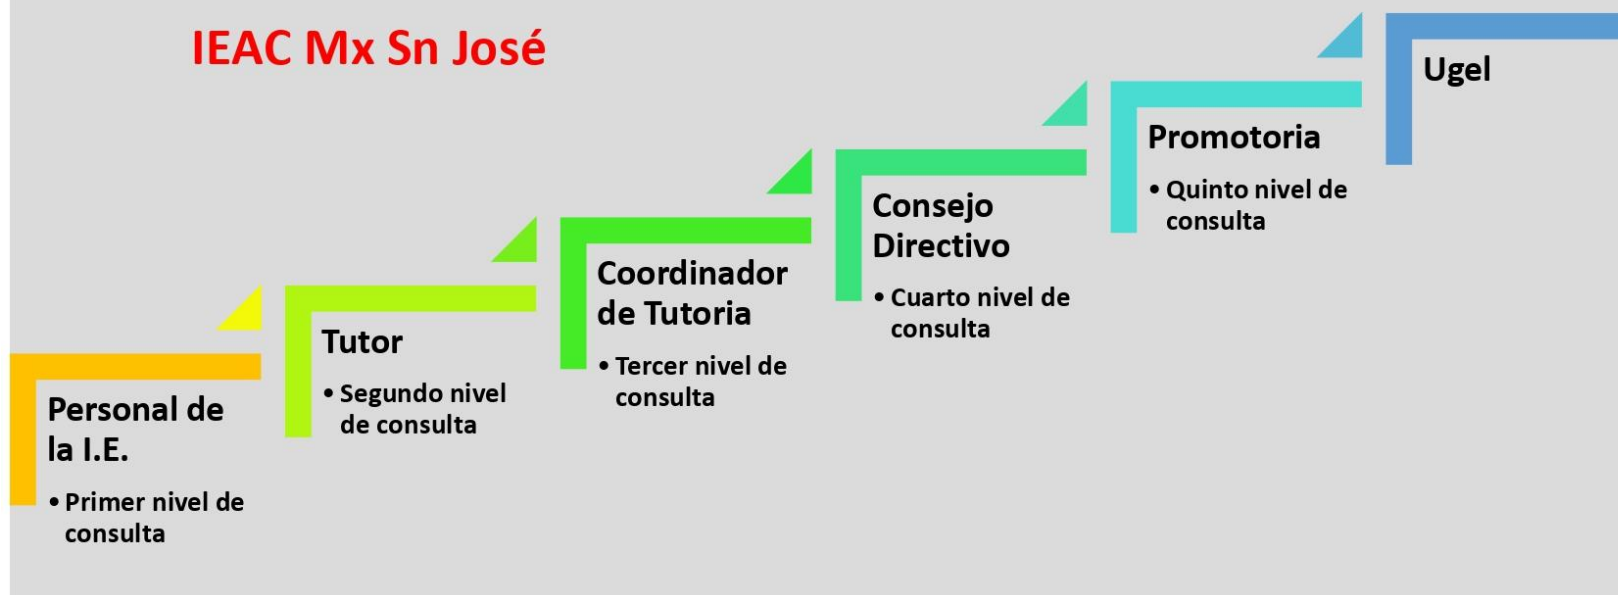 IEAC Mx Sn José
Personal de
la I.E.
• Primer nivel de
consulta
Tutor
• Segundo nivel
de consulta
Coordinador
de Tutoria
• Tercer nivel de
consulta
Consejo
Directivo
• Cuarto nivel de
consulta
Promotoria
• Quinto nivel de
consulta
Ugel